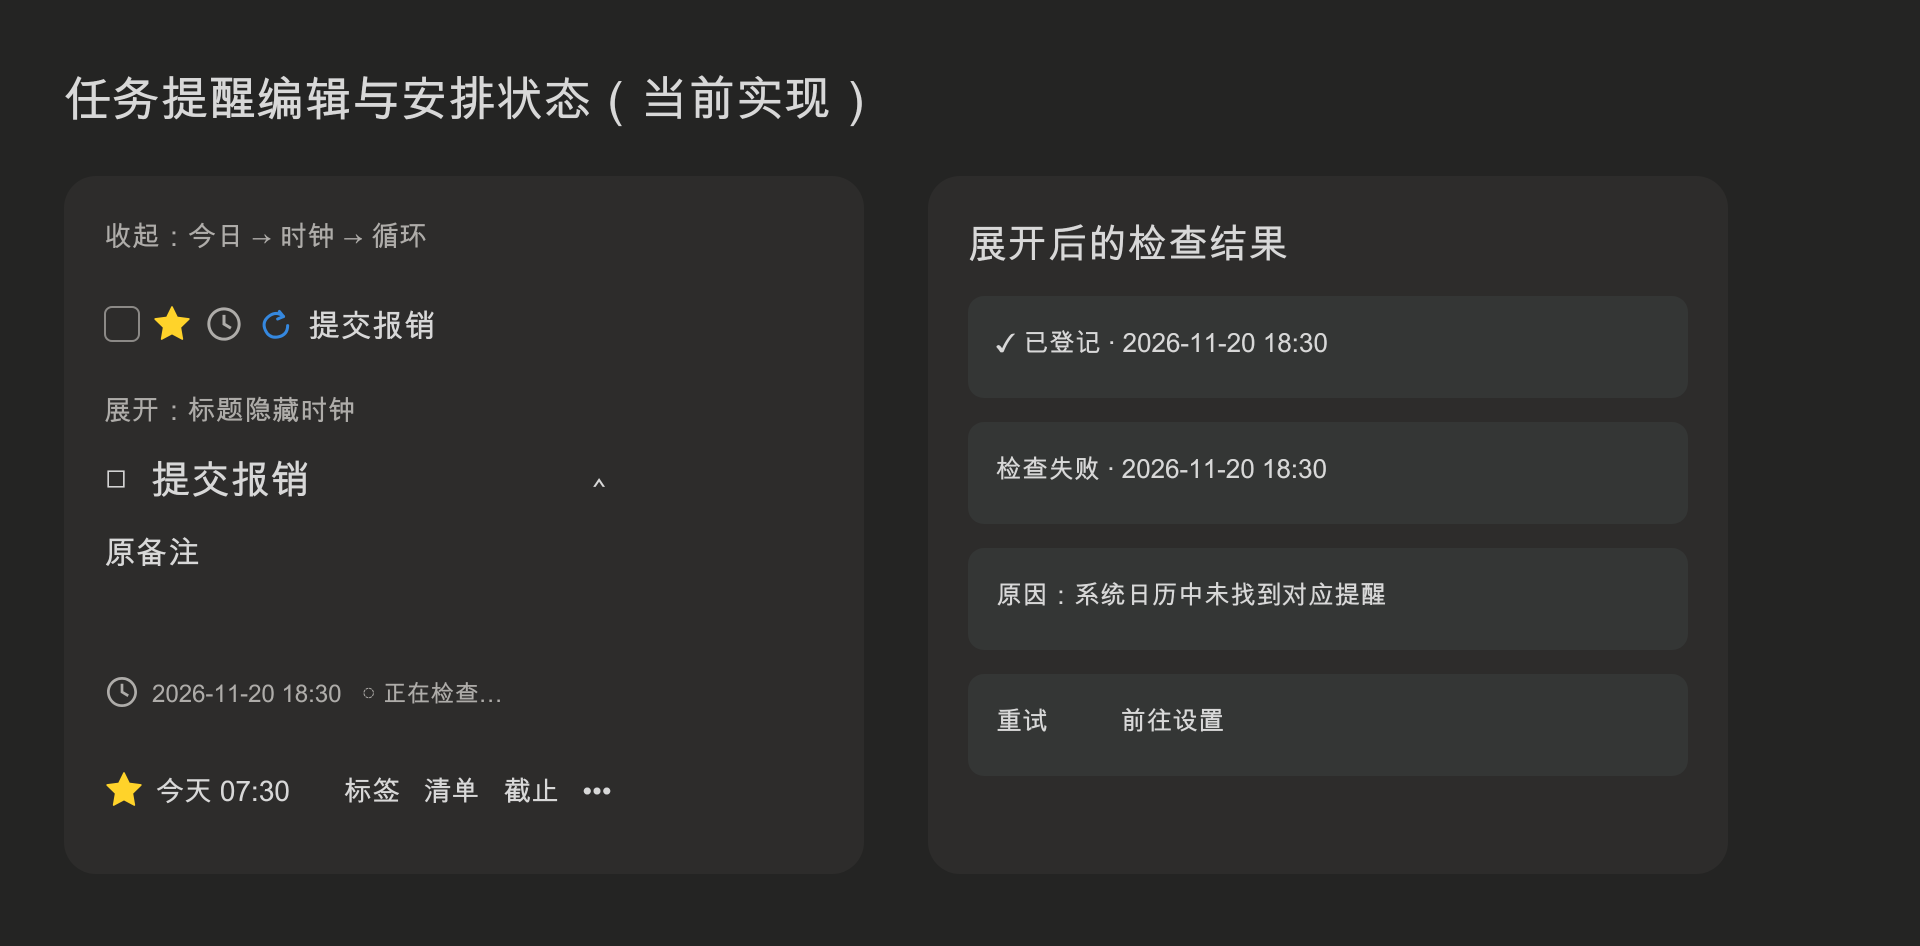 任务提醒编辑与安排状态（当前实现）
收起：今日 → 时钟 → 循环
提交报销
展开：标题隐藏时钟
提交报销
原备注
2026-11-20 18:30 正在检查…
今天 07:30 标签 清单 截止 •••
展开后的检查结果
✓ 已登记 · 2026-11-20 18:30
检查失败 · 2026-11-20 18:30
原因：系统日历中未找到对应提醒
重试 前往设置